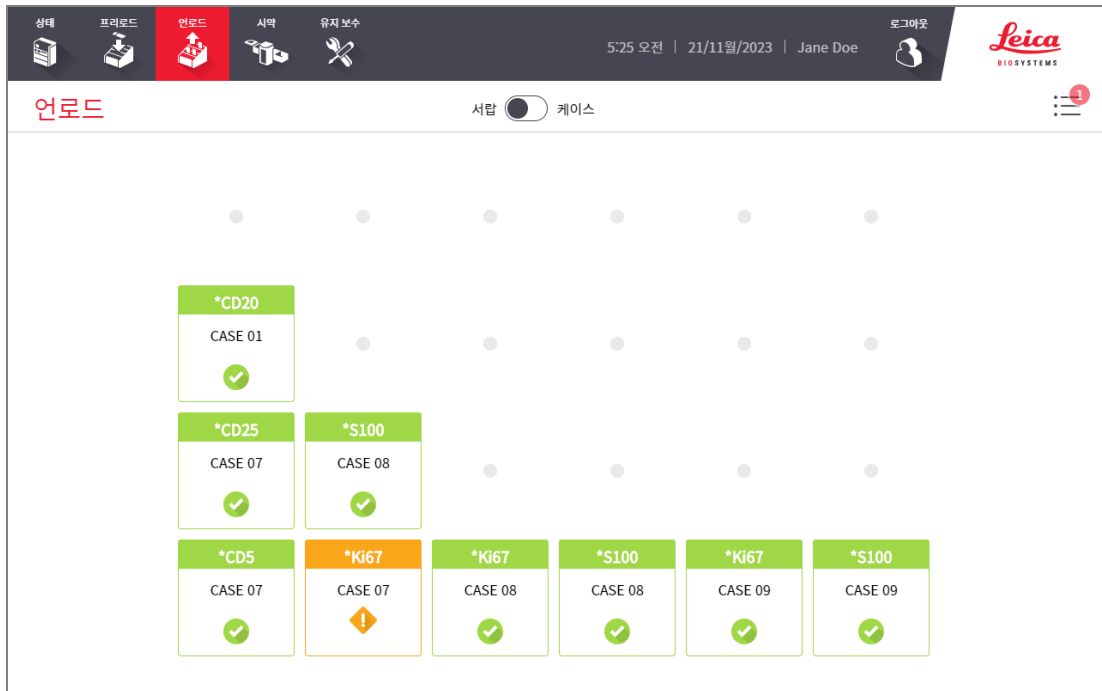 상태 프리로드 언로드 시약 유지 보수
5:25 오전 | 21/11월/2023 | Jane Doe 로그아웃
Leica
BIOSYSTEMS
언로드 서랍 케이스 1
*CD20
CASE 01
*CD25 *S100
CASE 07 CASE 08
*CD5 *Ki67 *Ki67 *S100 *Ki67 *S100
CASE 07 CASE 07 CASE 08 CASE 08 CASE 09 CASE 09